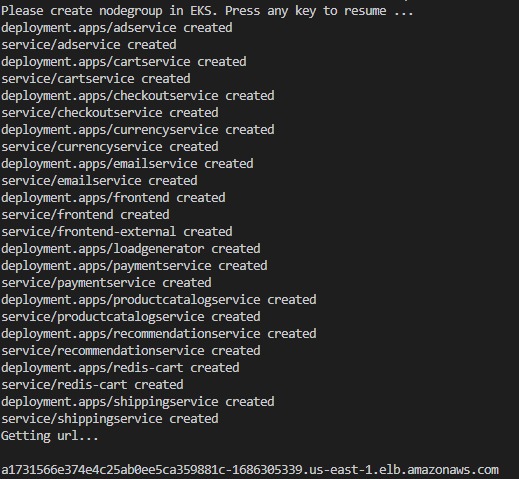 Please create nodegroup in EKS. Press any key to resume ...
deployment.apps/adservice created
service/adservice created
deployment.apps/cartservice created
service/cartservice created
deployment.apps/checkoutservice created
service/checkoutservice created
deployment.apps/currencyservice created
service/currencyservice created
deployment.apps/emailservice created
service/emailservice created
deployment.apps/frontend created
service/frontend created
service/frontend-external created
deployment.apps/loadgenerator created
deployment.apps/paymentservice created
service/paymentservice created
deployment.apps/productcatalogservice created
service/productcatalogservice created
deployment.apps/recommendationservice created
service/recommendationservice created
deployment.apps/redis-cart created
service/redis-cart created
deployment.apps/shippingservice created
service/shippingservice created
Getting url...
a1731566e374e4c25ab0ee5ca359881c-1686305339.us-east-1.elb.amazonaws.com